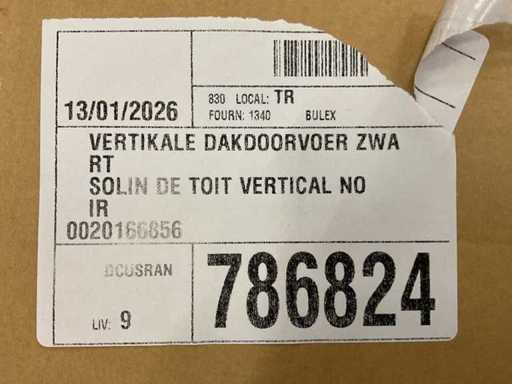 13/01/2026
830 LOCAL: TR
FOURN: 1340 BULEX
VERTIKALE DAKDOORVOER ZWA
RT
SOLIN DE TOIT VERTICAL NO
IR
0020166856
DCUSRAN
786824
LIV: 9